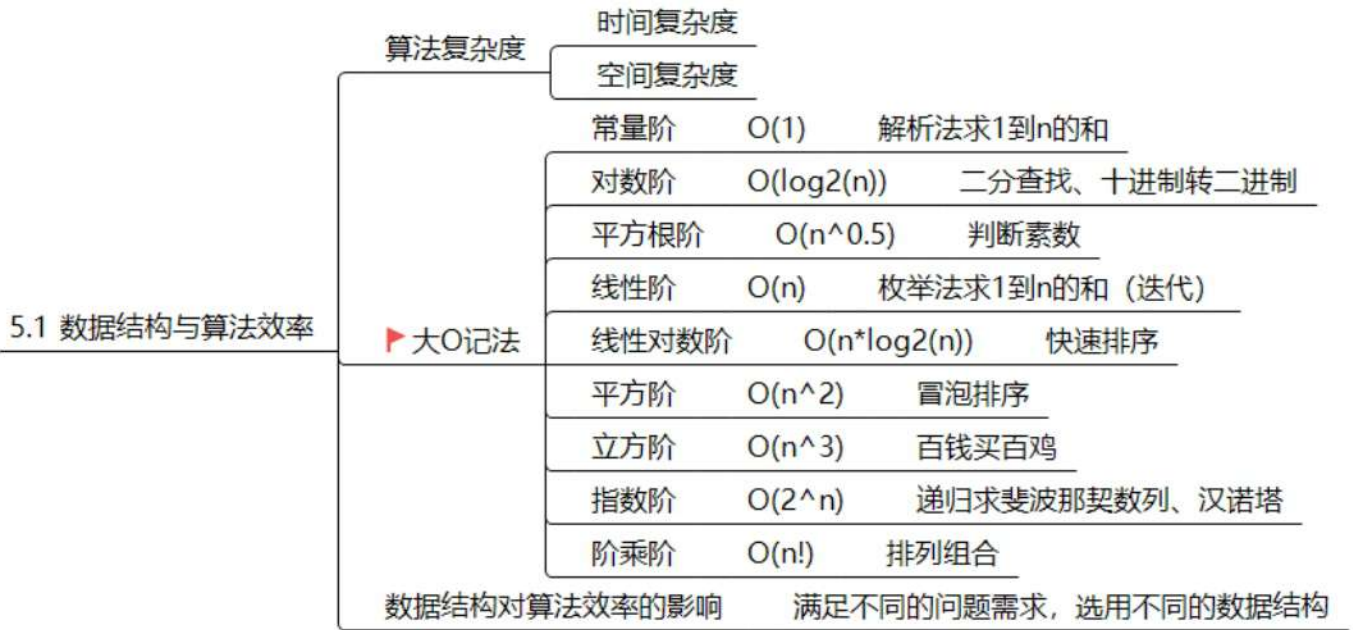 时间复杂度
算法复杂度
空间复杂度
常量阶 O(1) 解析法求1到n的和
对数阶 O(log2(n)) 二分查找、十进制转二进制
平方根阶 O(n^0.5) 判断素数
线性阶 O(n) 枚举法求1到n的和（迭代）
5.1 数据结构与算法效率
大O记法
线性对数阶 O(n*log2(n)) 快速排序
平方阶 O(n^2) 冒泡排序
立方阶 O(n^3) 百钱买百鸡
指数阶 O(2^n) 递归求斐波那契数列、汉诺塔
阶乘阶 O(n!) 排列组合
数据结构对算法效率的影响 满足不同的问题需求，选用不同的数据结构